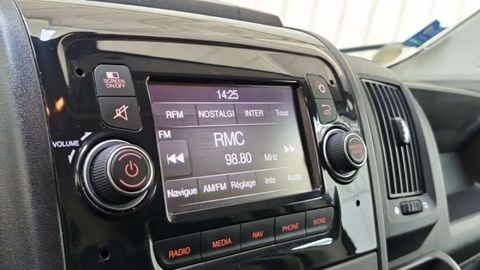 SCREEN
ON/OFF
VOLUME
14:25
RFM NOSTALGI INTER Tous
FM
RMC
98.80 MHz
Navigue AM/FM Réglage Info Audio
RADIO MEDIA NAV PHONE MORE